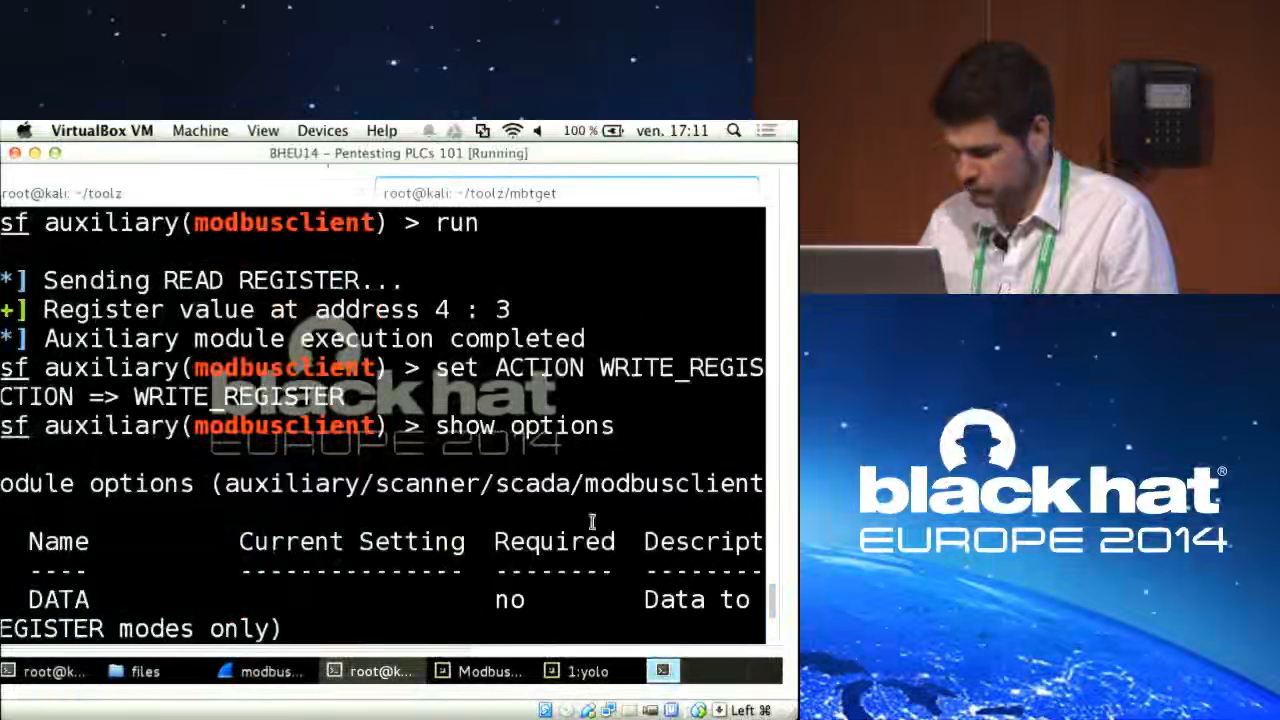 VirtualBox VM Machine View Devices Help 100 % ven. 17:11
BHEU14 – Pentesting PLCs 101 [Running]
root@kali: ~/toolz root@kali: ~/toolz/mbtget
sf auxiliary(modbusclient) > run
*] Sending READ REGISTER...
+] Register value at address 4 : 3
*] Auxiliary module execution completed
sf auxiliary(modbusclient) > set ACTION WRITE_REGIS
CTION => WRITE_REGISTER
sf auxiliary(modbusclient) > show options
odule options (auxiliary/scanner/scada/modbusclient
Name Current Setting Required Descript
---- --------------- -------- --------
DATA no Data to
EGISTER modes only)
root@k... files modbus... root@k... Modbus... 1:yolo
Left ⌘
black hat
EUROPE 2014
black hat®
EUROPE 2014